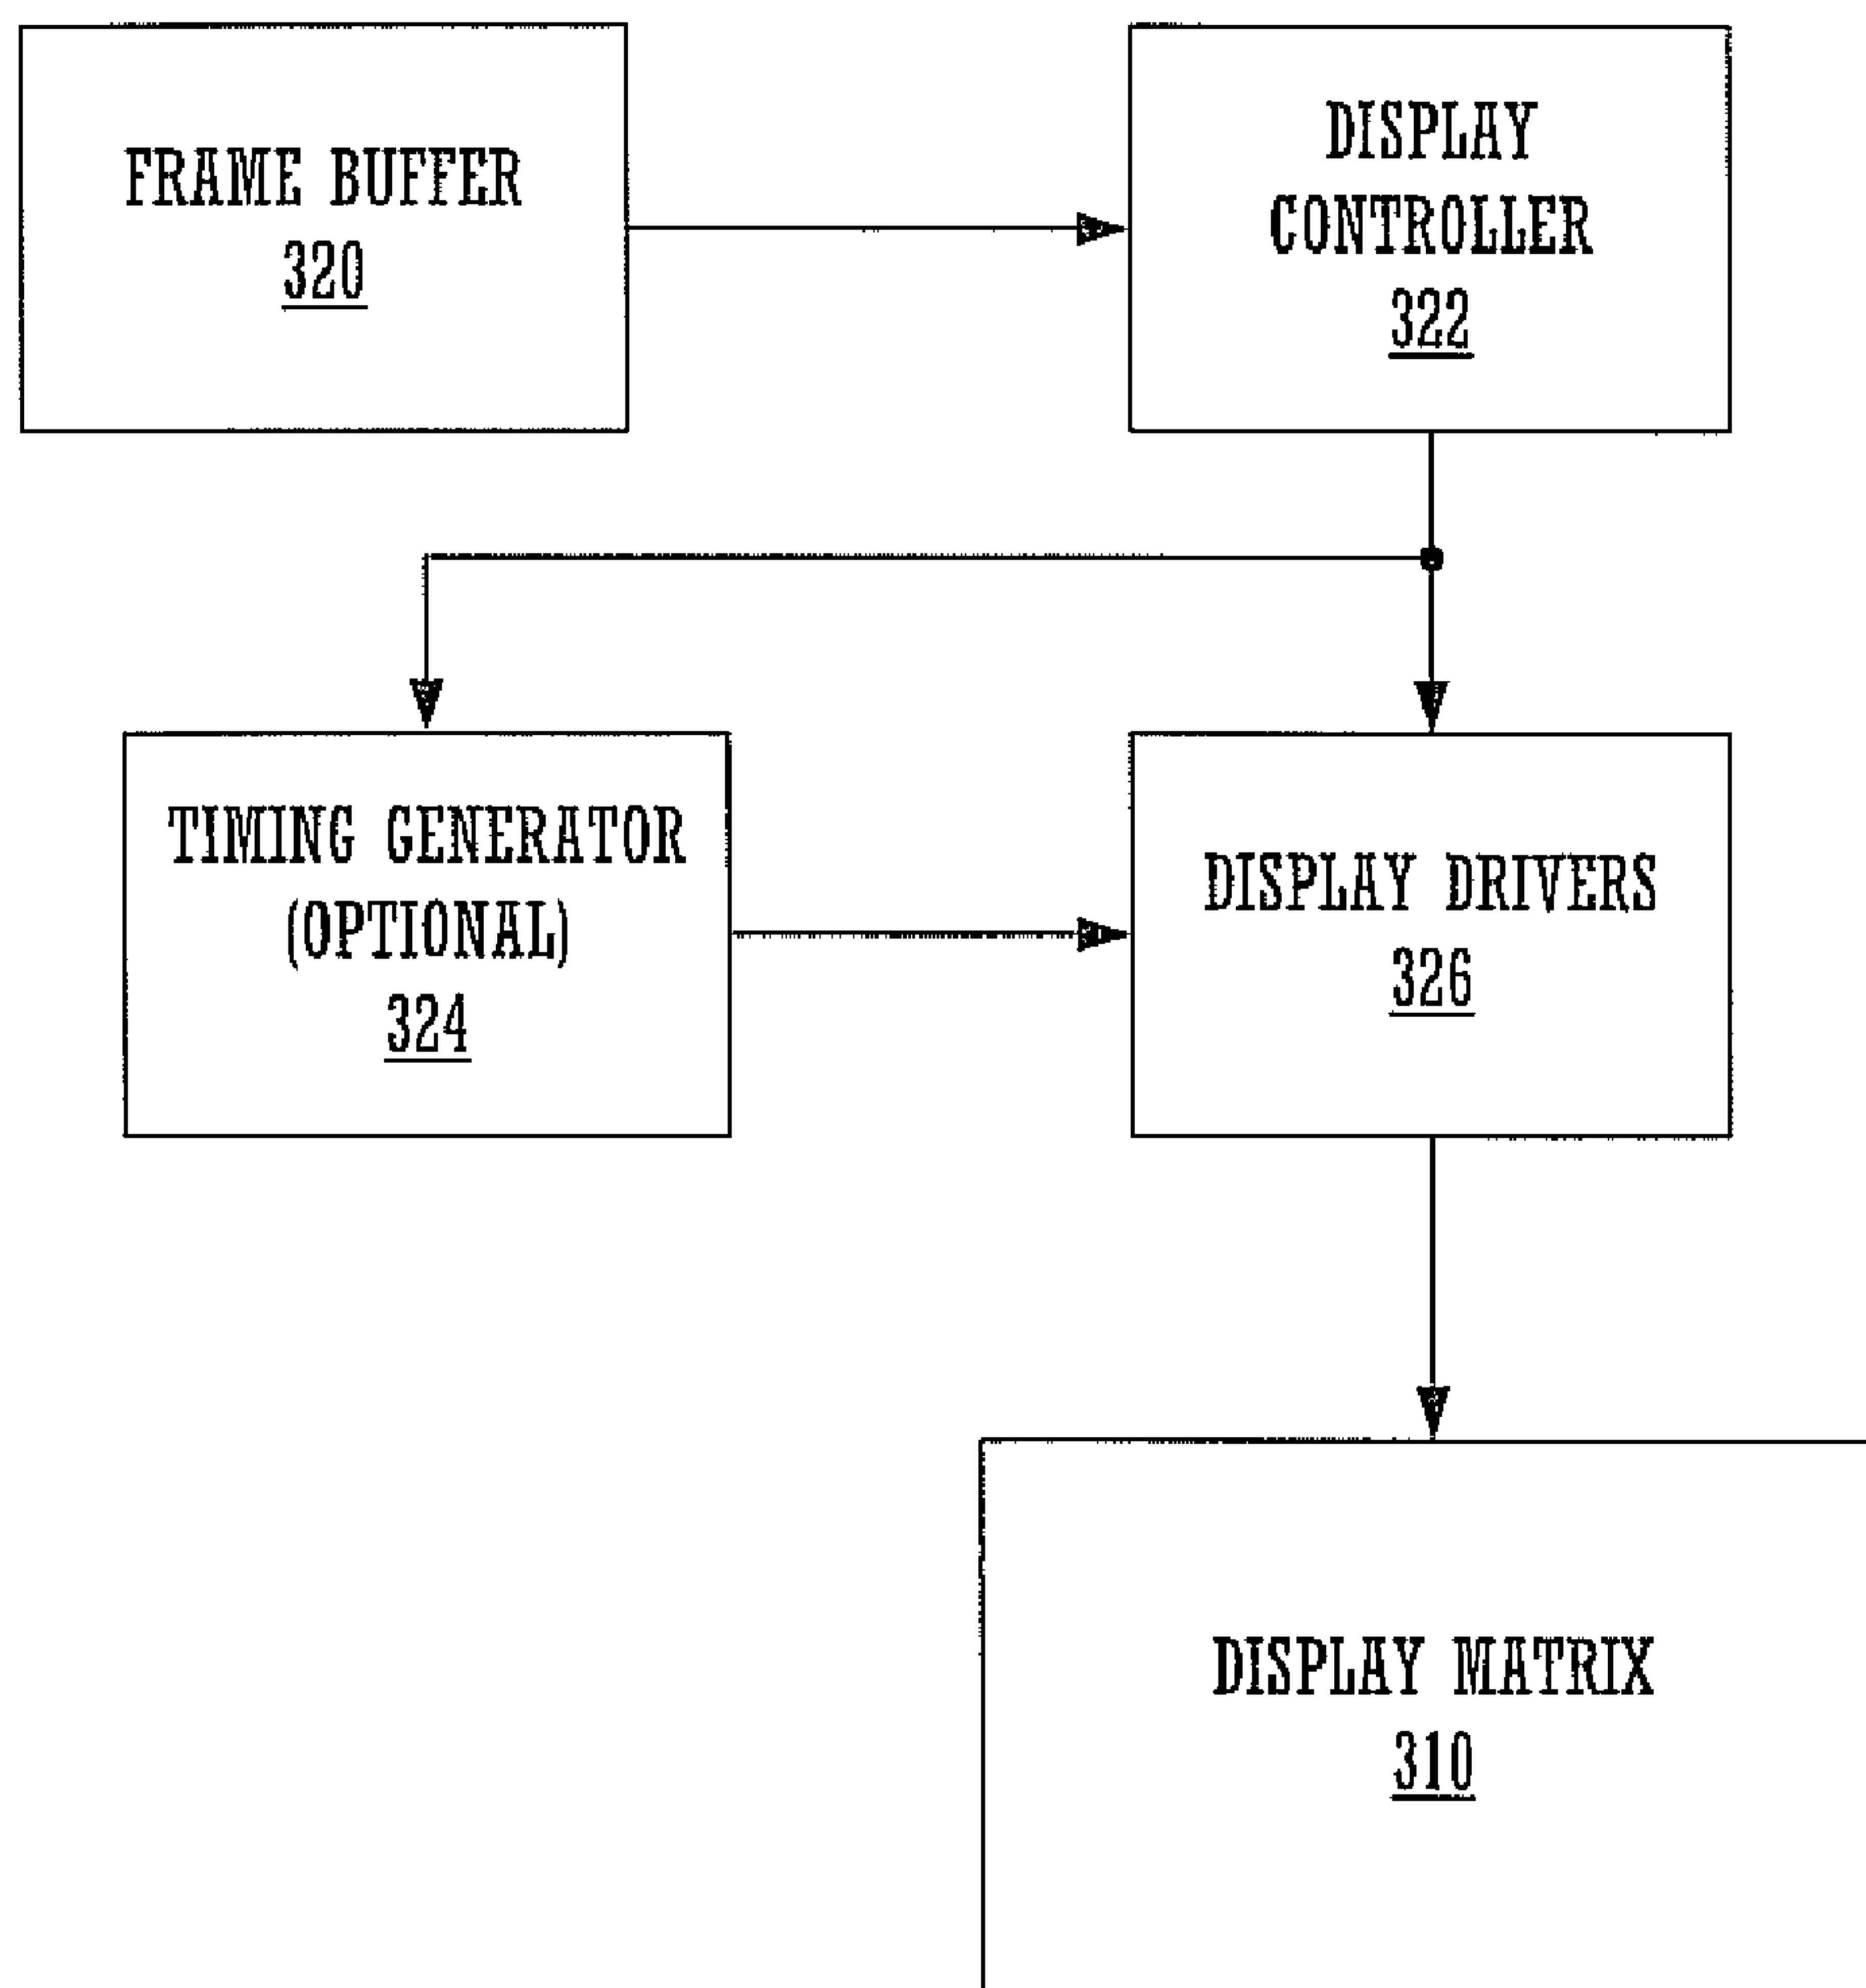 FRAME BUFFER
320
DISPLAY
CONTROLLER
322
TIMING GENERATOR
(OPTIONAL)
324
DISPLAY DRIVERS
326
DISPLAY MATRIX
310